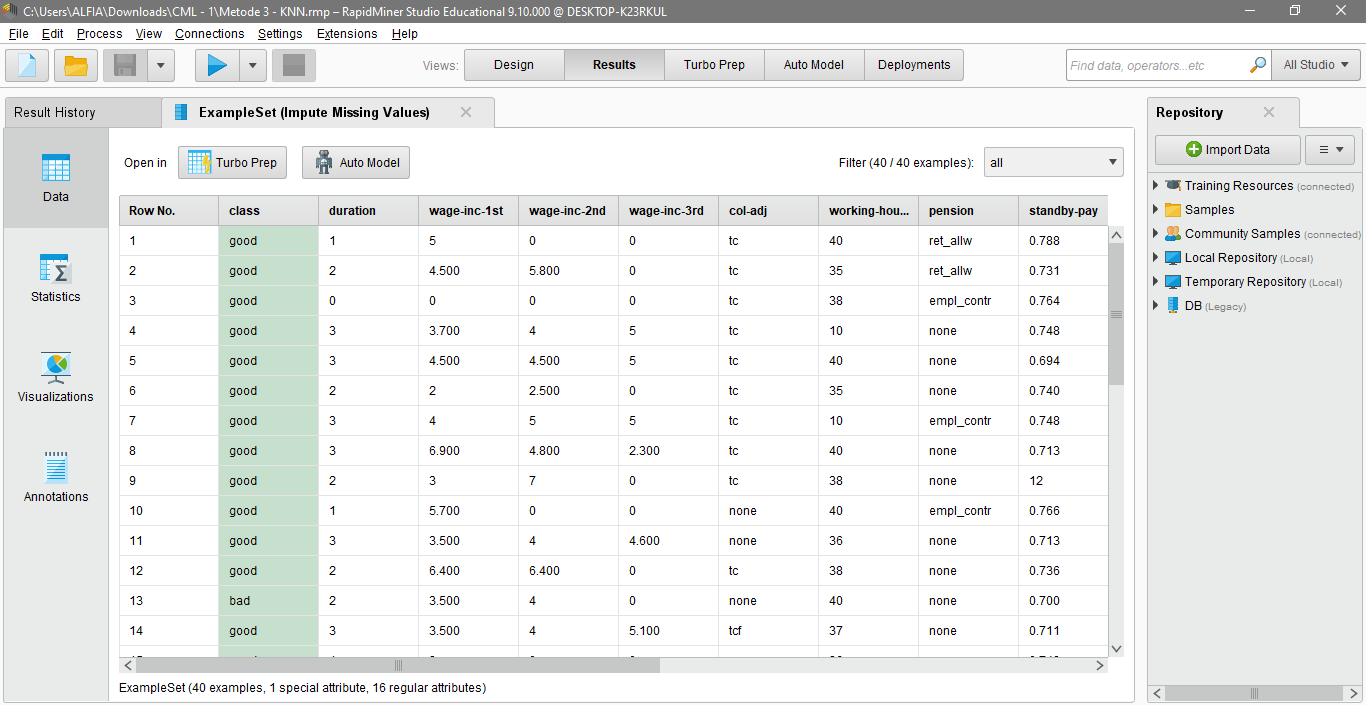 C:\Users\ALFIA\Downloads\CML - 1\Metode 3 - KNN.rmp – RapidMiner Studio Educational 9.10.000 @ DESKTOP-K23RKUL
File Edit Process View Connections Settings Extensions Help
Views: Design Results Turbo Prep Auto Model Deployments Find data, operators...etc All Studio
Result History ExampleSet (Impute Missing Values) Repository
Open in Turbo Prep Auto Model Filter (40 / 40 examples): all Import Data
Data
Statistics
Visualizations
Annotations
Row No. class duration wage-inc-1st wage-inc-2nd wage-inc-3rd col-adj working-hou... pension standby-pay
1 good 1 5 0 0 tc 40 ret_allw 0.788
2 good 2 4.500 5.800 0 tc 35 ret_allw 0.731
3 good 0 0 0 0 tc 38 empl_contr 0.764
4 good 3 3.700 4 5 tc 10 none 0.748
5 good 3 4.500 4.500 5 tc 40 none 0.694
6 good 2 2 2.500 0 tc 35 none 0.740
7 good 3 4 5 5 tc 10 empl_contr 0.748
8 good 3 6.900 4.800 2.300 tc 40 none 0.713
9 good 2 3 7 0 tc 38 none 12
10 good 1 5.700 0 0 none 40 empl_contr 0.766
11 good 3 3.500 4 4.600 none 36 none 0.713
12 good 2 6.400 6.400 0 tc 38 none 0.736
13 bad 2 3.500 4 0 none 40 none 0.700
14 good 3 3.500 4 5.100 tcf 37 none 0.711
ExampleSet (40 examples, 1 special attribute, 16 regular attributes)
Training Resources (connected)
Samples
Community Samples (connected)
Local Repository (Local)
Temporary Repository (Local)
DB (Legacy)